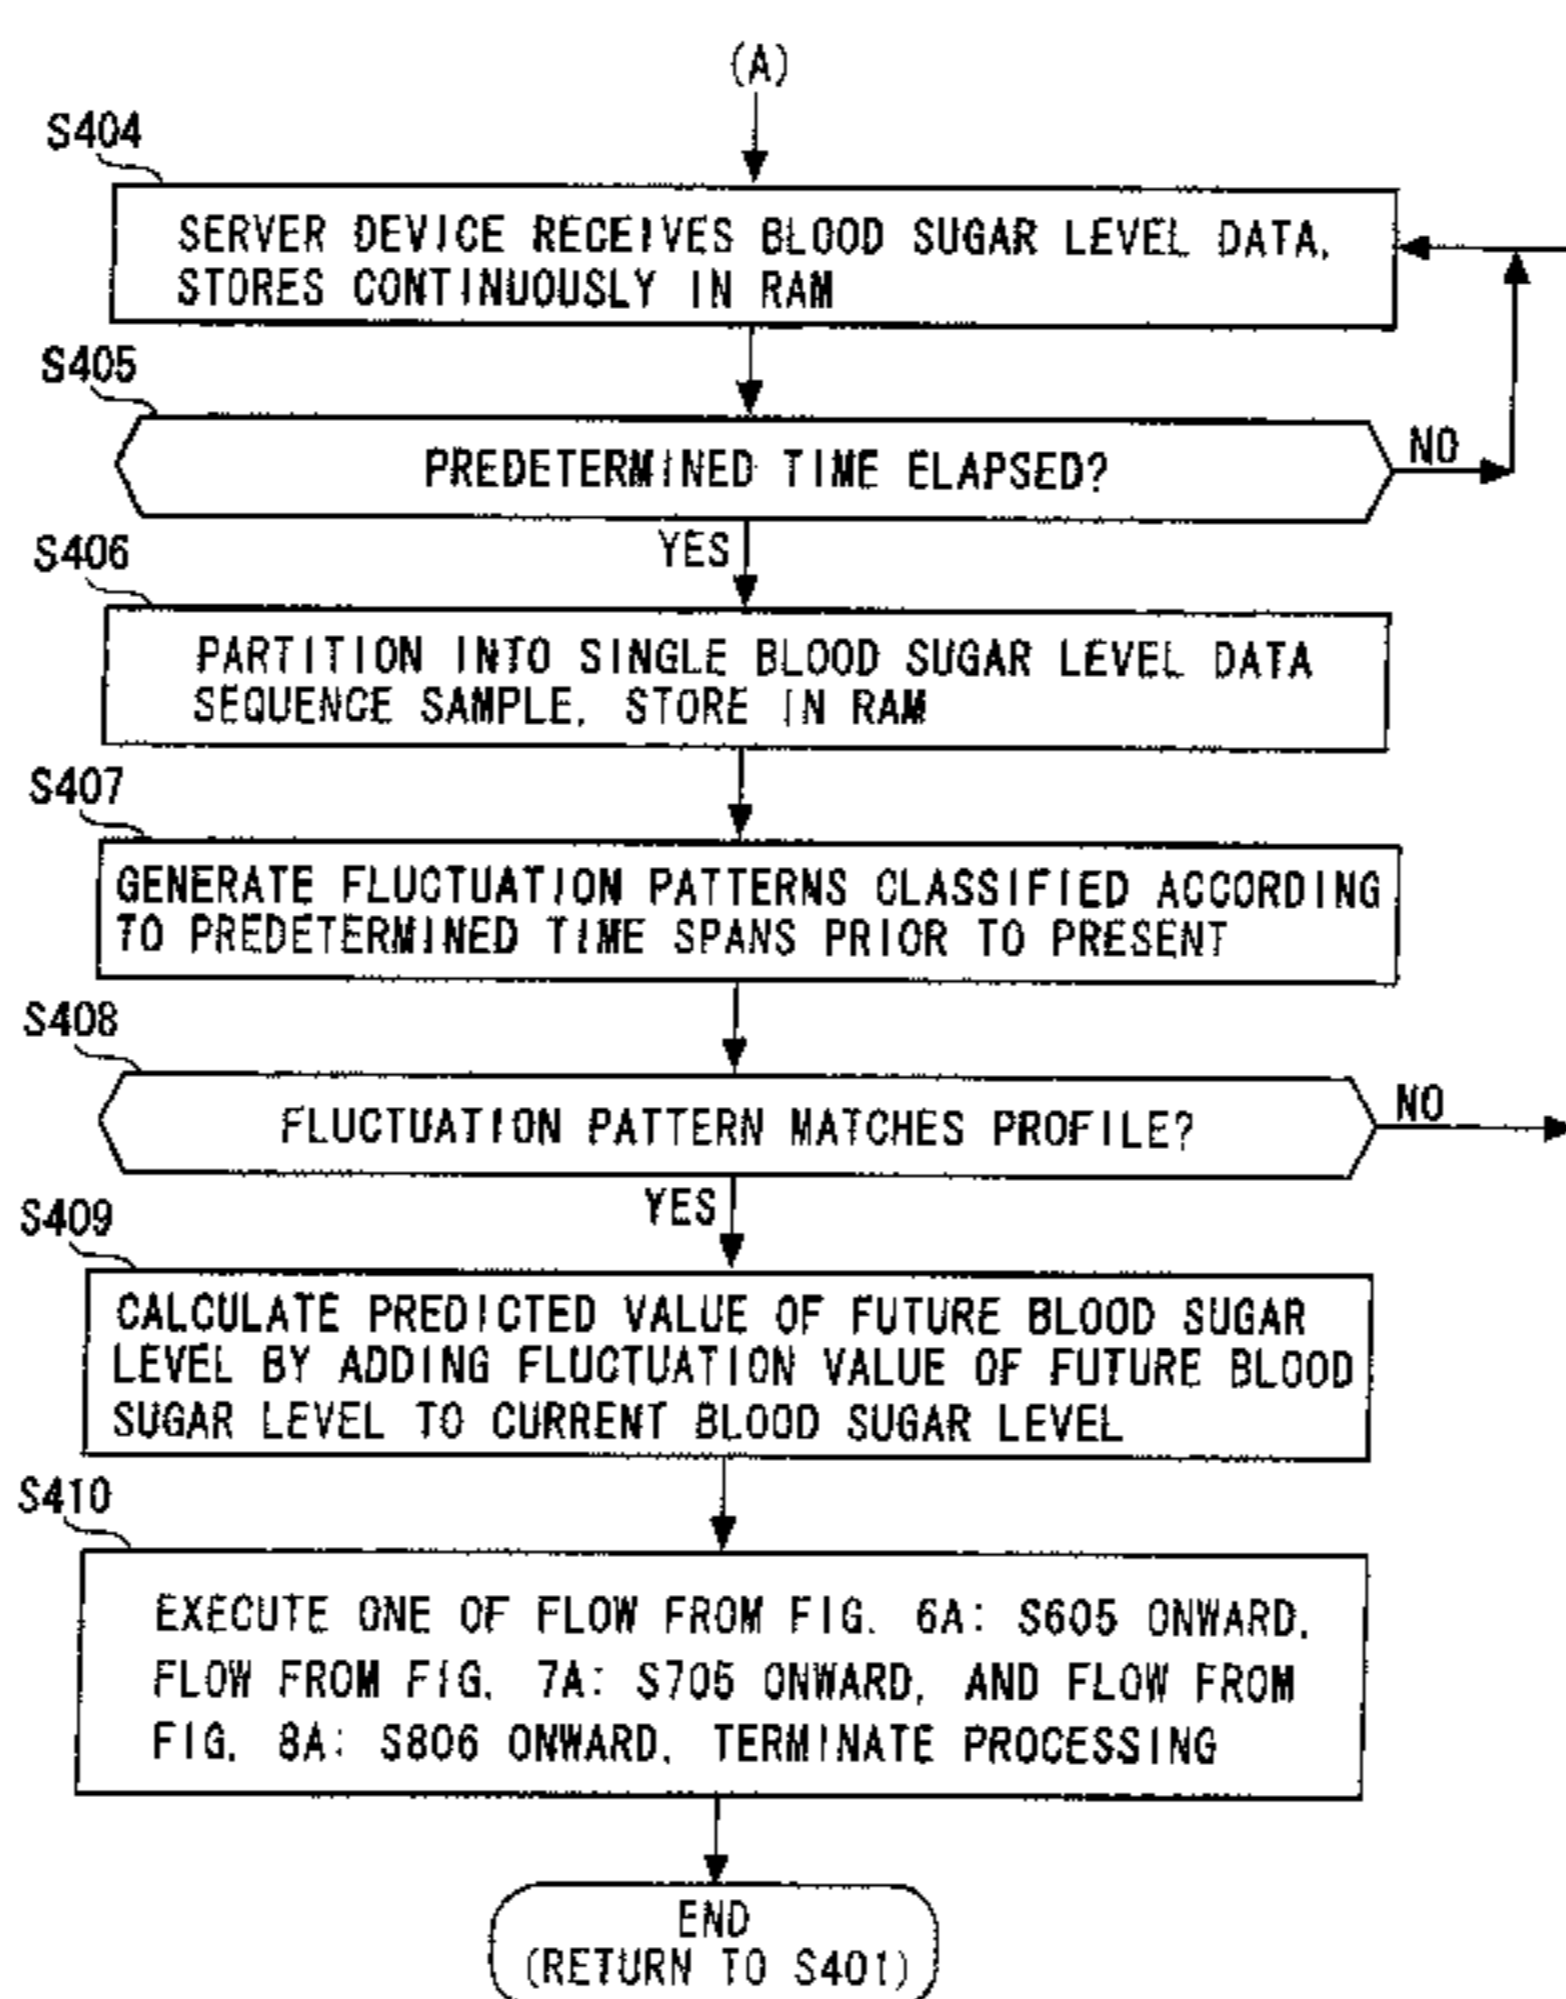 (A)
S404
SERVER DEVICE RECEIVES BLOOD SUGAR LEVEL DATA,
STORES CONTINUOUSLY IN RAM
S405
PREDETERMINED TIME ELAPSED?
NO
YES
S406
PARTITION INTO SINGLE BLOOD SUGAR LEVEL DATA
SEQUENCE SAMPLE, STORE IN RAM
S407
GENERATE FLUCTUATION PATTERNS CLASSIFIED ACCORDING
TO PREDETERMINED TIME SPANS PRIOR TO PRESENT
S408
FLUCTUATION PATTERN MATCHES PROFILE?
NO
YES
S409
CALCULATE PREDICTED VALUE OF FUTURE BLOOD SUGAR
LEVEL BY ADDING FLUCTUATION VALUE OF FUTURE BLOOD
SUGAR LEVEL TO CURRENT BLOOD SUGAR LEVEL
S410
EXECUTE ONE OF FLOW FROM FIG. 6A: S605 ONWARD,
FLOW FROM FIG. 7A: S705 ONWARD, AND FLOW FROM
FIG. 8A: S806 ONWARD, TERMINATE PROCESSING
END
(RETURN TO S401)